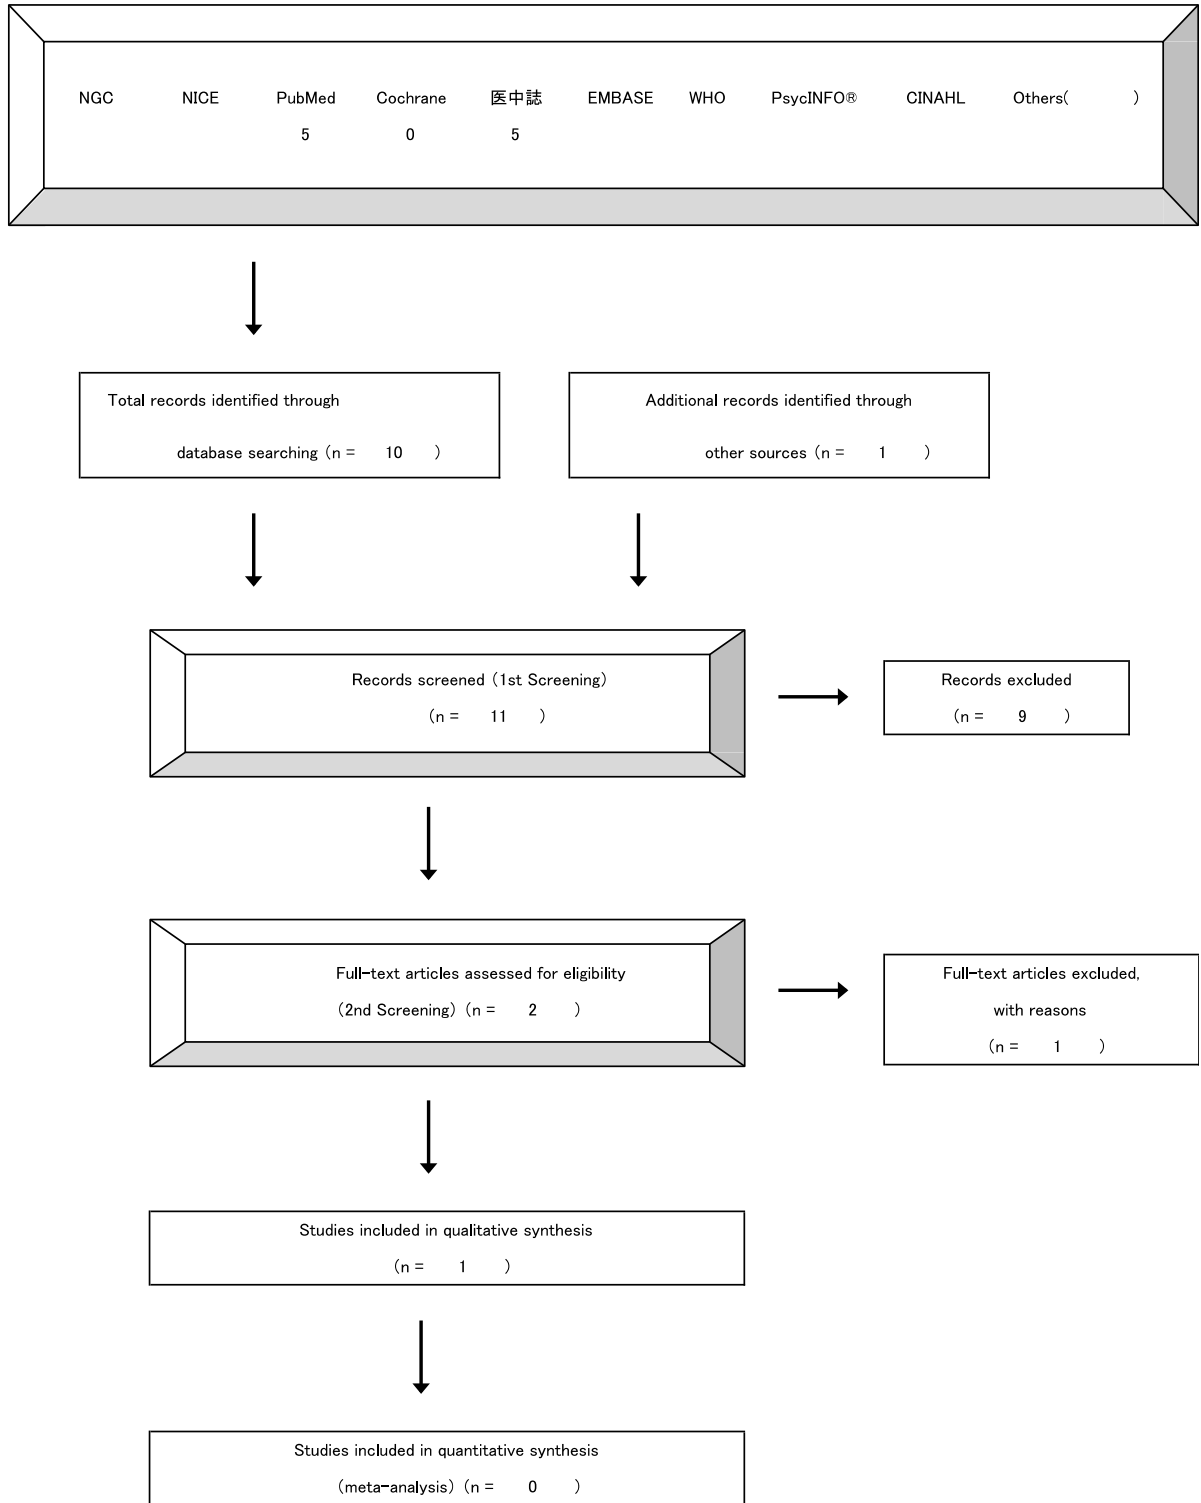 NGC NICE PubMed Cochrane 医中誌 EMBASE WHO PsycINFO® CINAHL Others( )
5 0 5
Total records identified through
database searching (n = 10 )
Additional records identified through
other sources (n = 1 )
Records screened (1st Screening)
(n = 11 )
Records excluded
(n = 9 )
Full-text articles assessed for eligibility
(2nd Screening) (n = 2 )
Full-text articles excluded,
with reasons
(n = 1 )
Studies included in qualitative synthesis
(n = 1 )
Studies included in quantitative synthesis
(meta-analysis) (n = 0 )